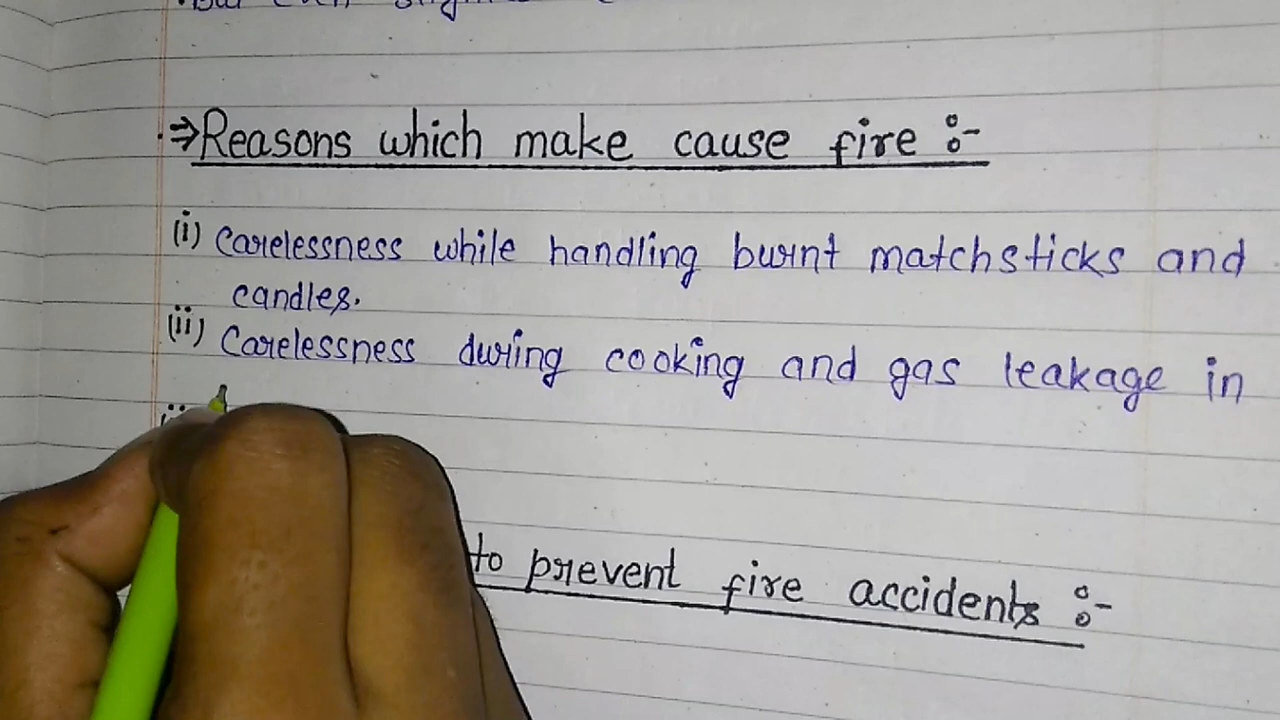 ⇒ Reasons which make cause fire :-
(i) Carelessness while handling burnt matchsticks and
candles.
(ii) Carelessness during cooking and gas leakage in
to prevent fire accidents :-